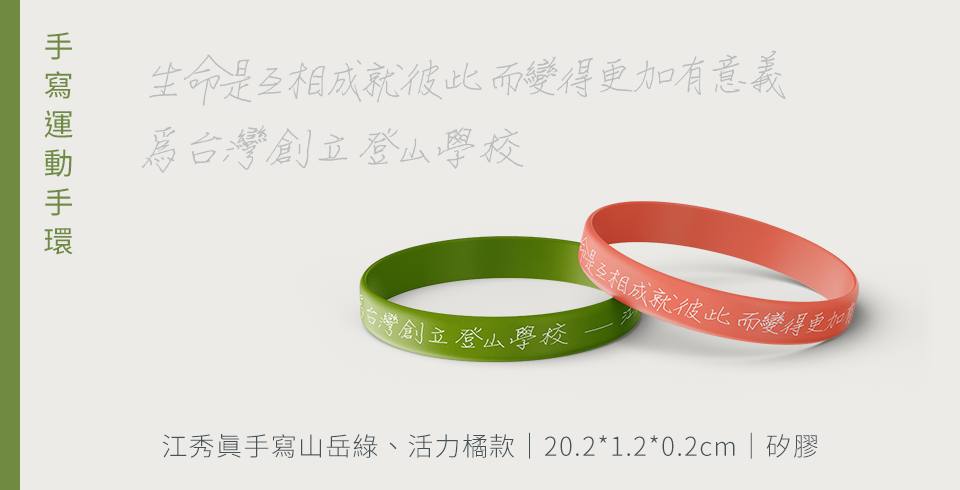 手寫運動手環
生命是互相成就彼此 而變得更加有意義
為台灣創立登山學校
台灣創立登山學校 —
是互相成就彼此 而變得更加
江秀眞手寫山岳綠、活力橘款｜20.2*1.2*0.2cm｜矽膠